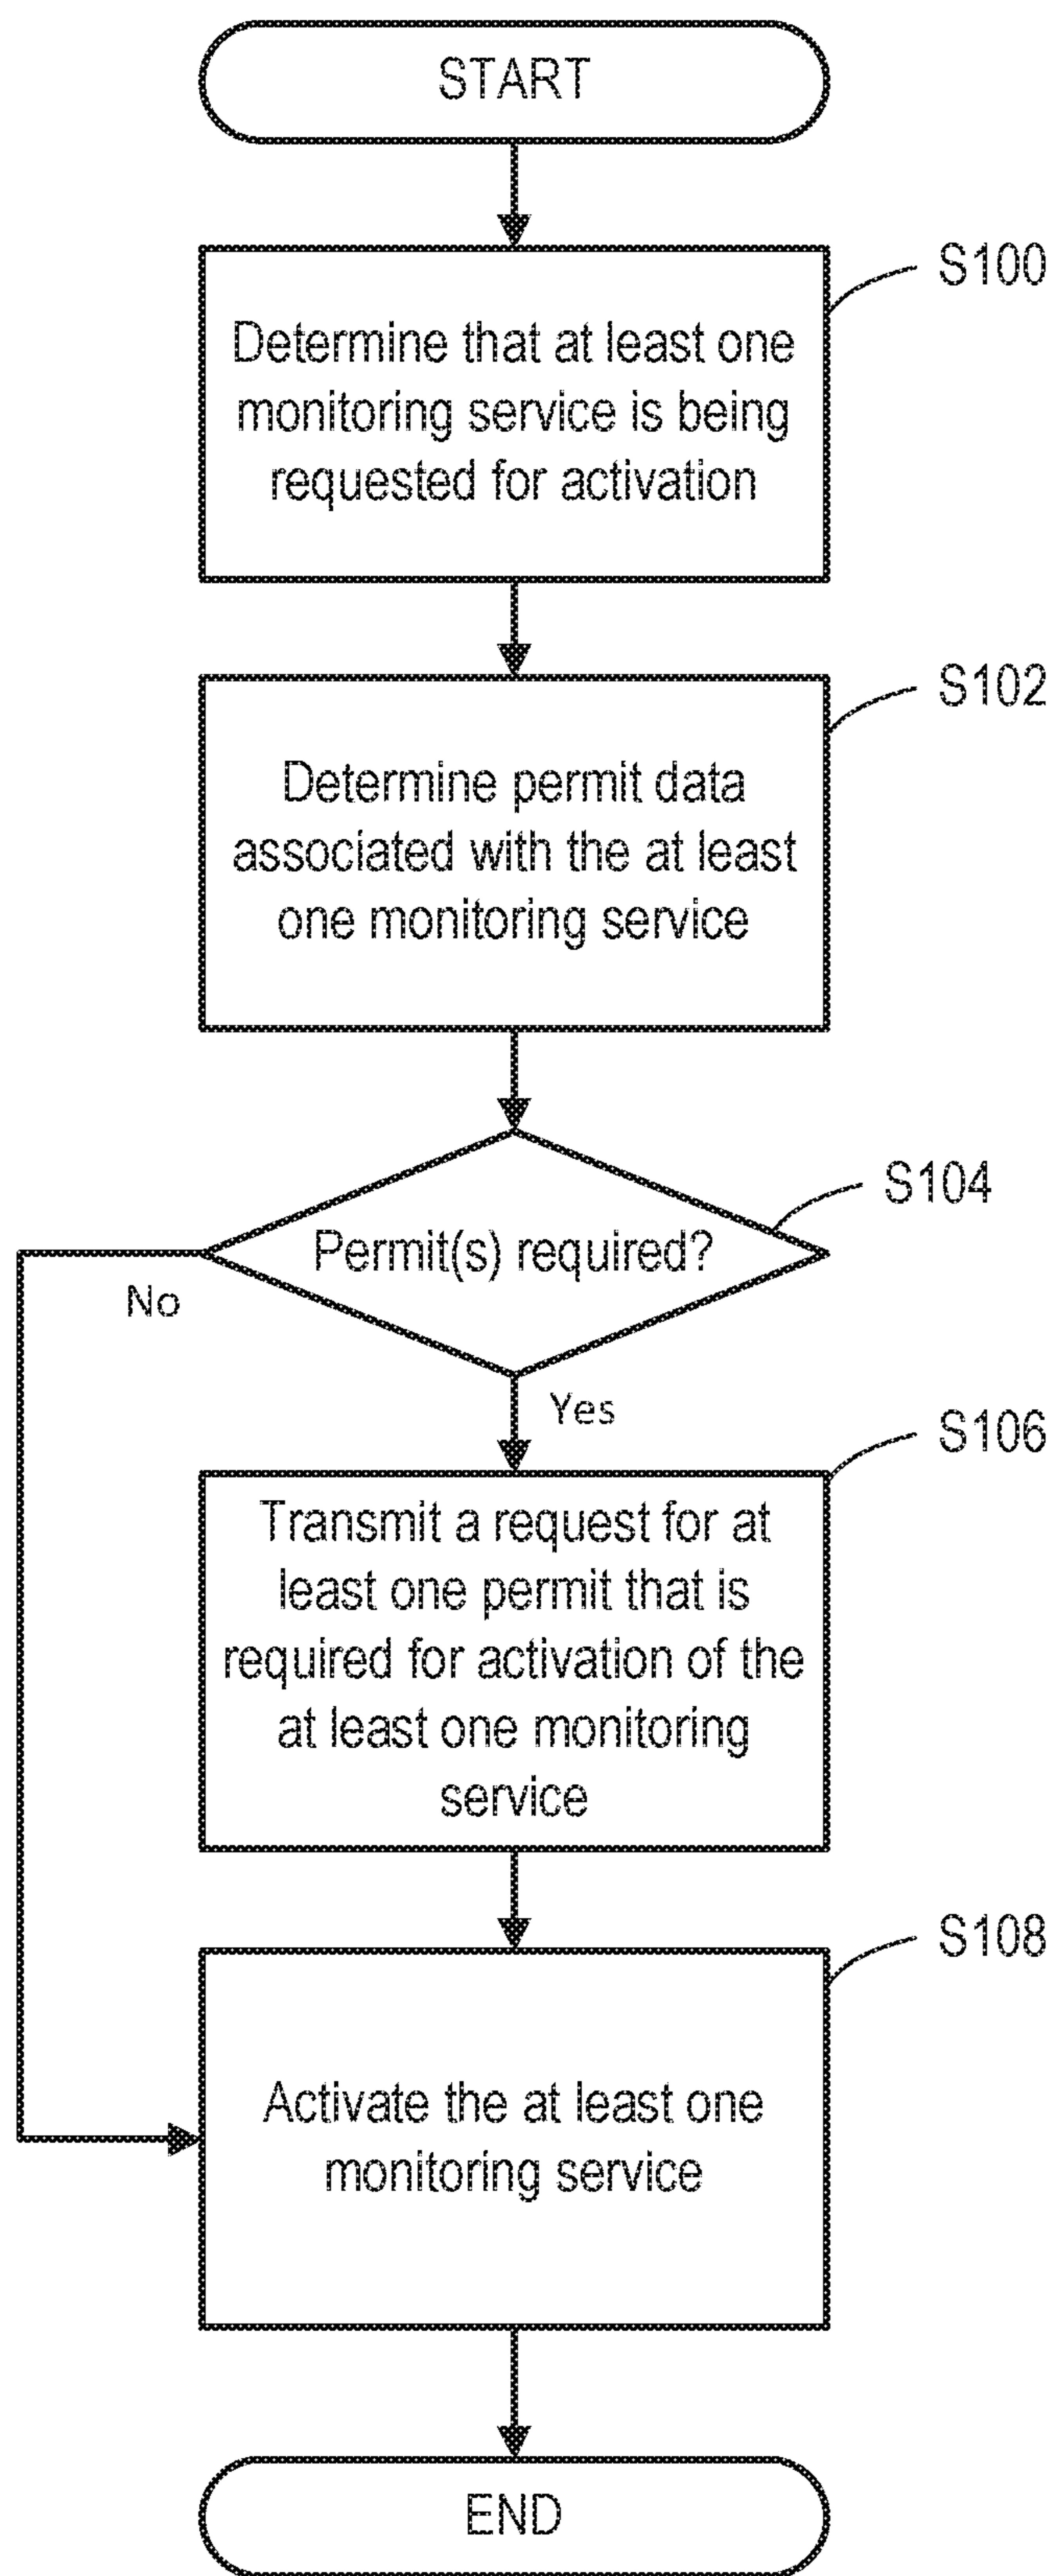 START
S100
Determine that at least one
monitoring service is being
requested for activation
S102
Determine permit data
associated with the at least
one monitoring service
S104
Permit(s) required?
No
Yes
S106
Transmit a request for at
least one permit that is
required for activation of the
at least one monitoring
service
S108
Activate the at least one
monitoring service
END